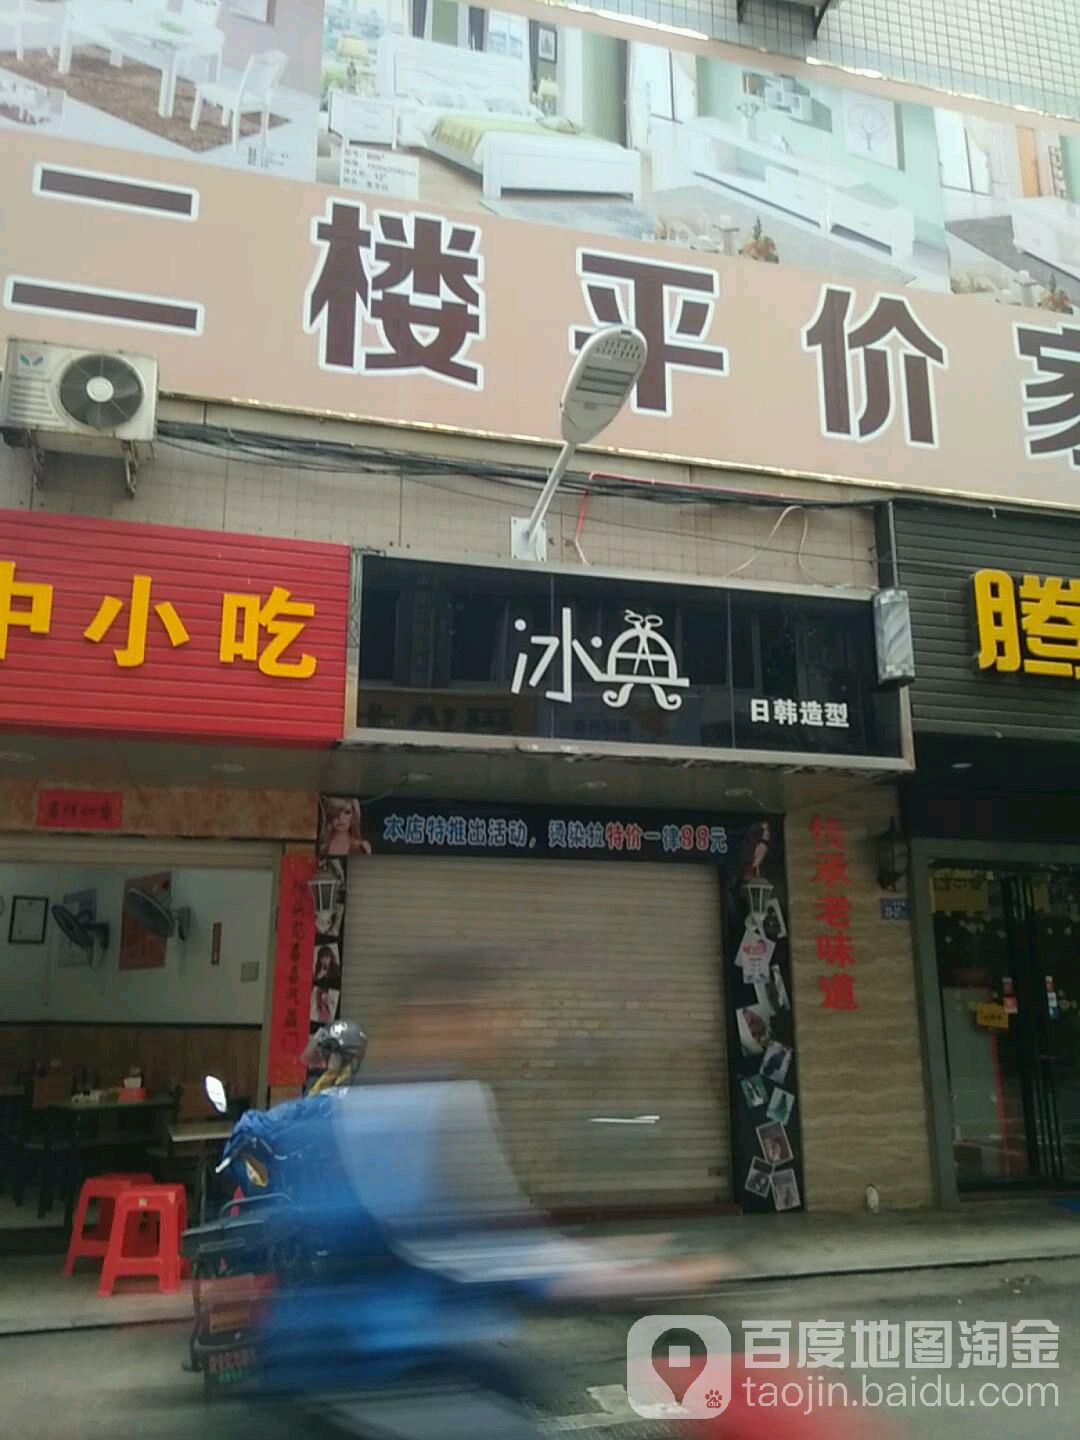 二楼平价家
中小吃
冰典
日韩造型
腾
本店特推出活动，烫染拉特价一律88元
传承老味道
百度地图淘金
taojin.baidu.com